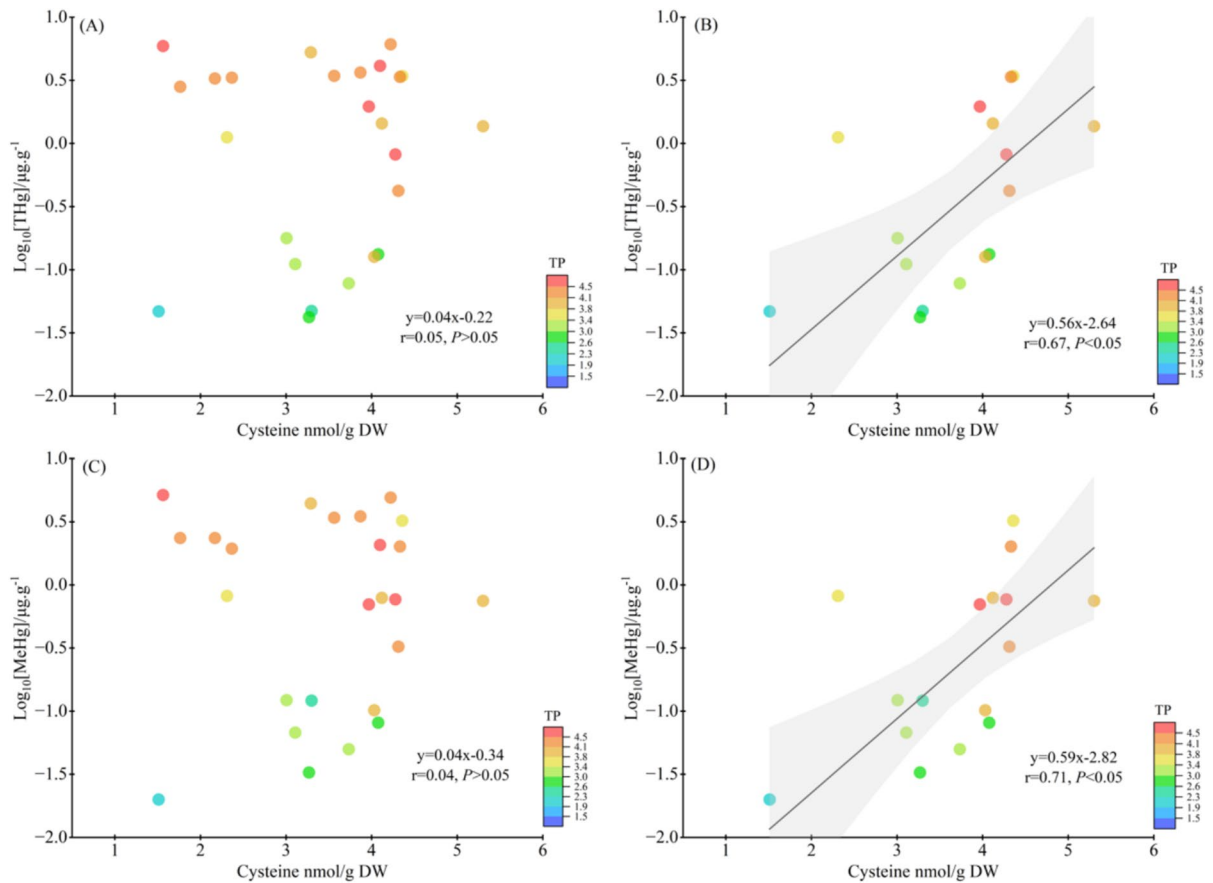 (A)
Log₁₀[THg]/µg.g⁻¹
1.0
0.5
0.0
−0.5
−1.0
−1.5
−2.0
1 2 3 4 5 6
Cysteine nmol/g DW
y=0.04x-0.22
r=0.05, P>0.05
TP
4.5
4.1
3.8
3.4
3.0
2.6
2.3
1.9
1.5
(B)
Log₁₀[THg]/µg.g⁻¹
1.0
0.5
0.0
−0.5
−1.0
−1.5
−2.0
1 2 3 4 5 6
Cysteine nmol/g DW
y=0.56x-2.64
r=0.67, P<0.05
TP
4.5
4.1
3.8
3.4
3.0
2.6
2.3
1.9
1.5
(C)
Log₁₀[MeHg]/µg.g⁻¹
1.0
0.5
0.0
−0.5
−1.0
−1.5
−2.0
1 2 3 4 5 6
Cysteine nmol/g DW
y=0.04x-0.34
r=0.04, P>0.05
TP
4.5
4.1
3.8
3.4
3.0
2.6
2.3
1.9
1.5
(D)
Log₁₀[MeHg]/µg.g⁻¹
1.0
0.5
0.0
−0.5
−1.0
−1.5
−2.0
1 2 3 4 5 6
Cysteine nmol/g DW
y=0.59x-2.82
r=0.71, P<0.05
TP
4.5
4.1
3.8
3.4
3.0
2.6
2.3
1.9
1.5